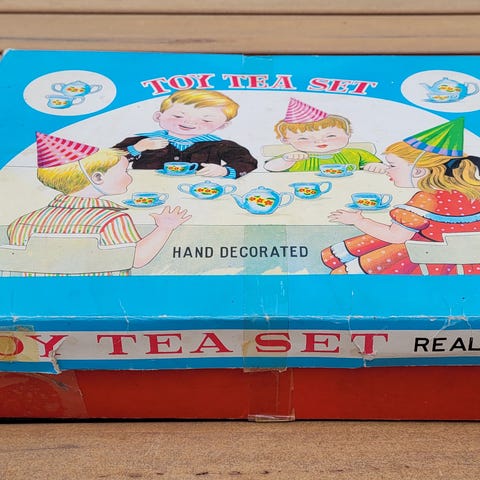 TOY TEA SET
HAND DECORATED
OY TEA SET REAL